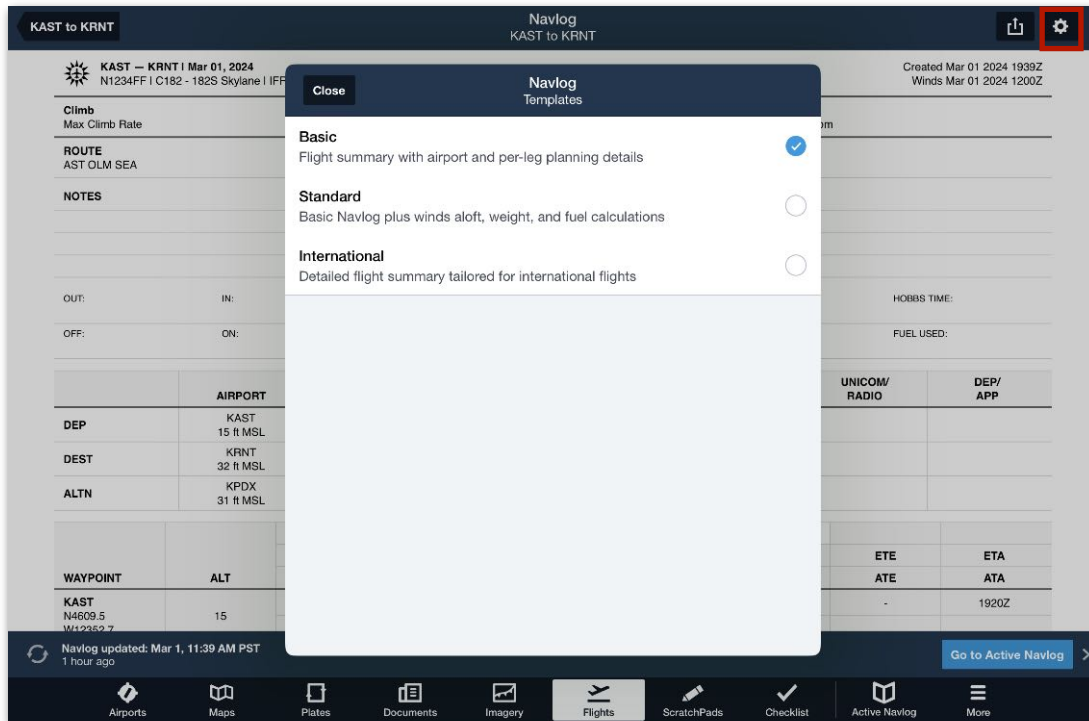 KAST to KRNT
Navlog
KAST to KRNT
KAST — KRNT I Mar 01, 2024
N1234FF I C182 - 182S Skylane I IFF
Created Mar 01 2024 1939Z
Winds Mar 01 2024 1200Z
Climb
Max Climb Rate
ROUTE
AST OLM SEA
NOTES
Close
Navlog
Templates
Basic
Flight summary with airport and per-leg planning details
Standard
Basic Navlog plus winds aloft, weight, and fuel calculations
International
Detailed flight summary tailored for international flights
OUT: IN: HOBBS TIME:
OFF: ON: FUEL USED:
AIRPORT UNICOM/ RADIO DEP/ APP
DEP KAST 15 ft MSL
DEST KRNT 32 ft MSL
ALTN KPDX 31 ft MSL
ETE ETA
WAYPOINT ALT ATE ATA
KAST - 1920Z
N4609.5 15
W12352.7
Navlog updated: Mar 1, 11:39 AM PST
1 hour ago
Go to Active Navlog
Airports Maps Plates Documents Imagery Flights ScratchPads Checklist Active Navlog More